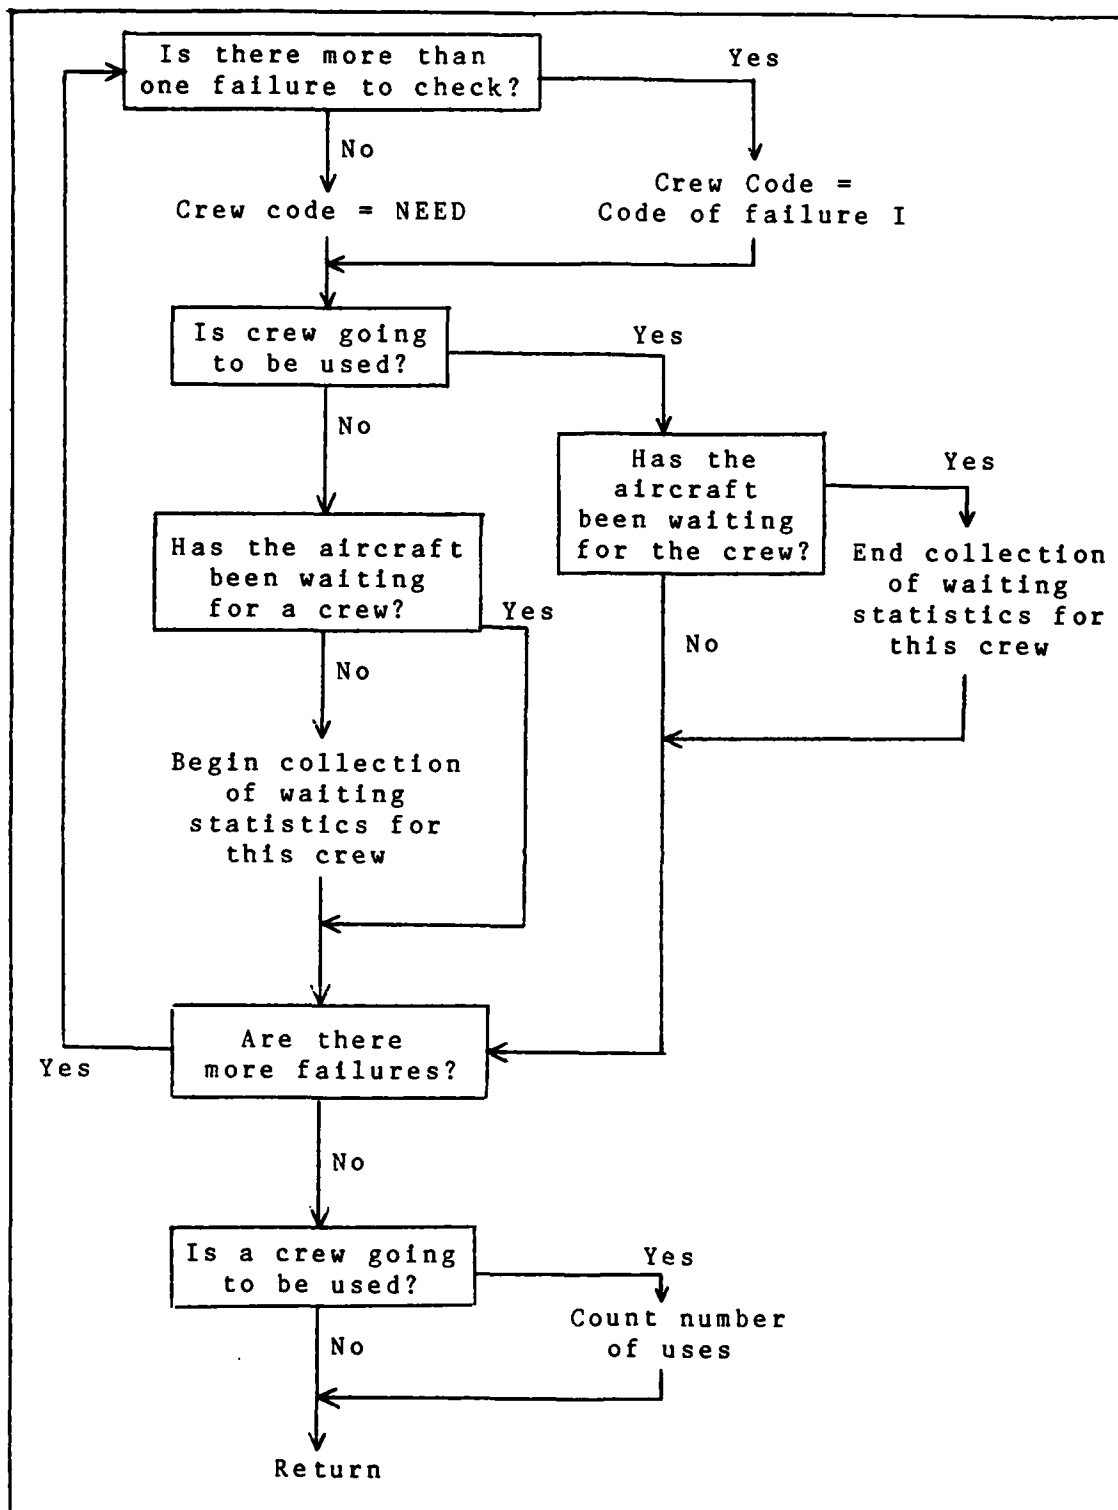 Is there more than
one failure to check?
Yes
No
Crew code = NEED
Crew Code =
Code of failure I
Is crew going
to be used?
Yes
No
Has the
aircraft
been waiting
for the crew?
Yes
End collection
of waiting
statistics for
this crew
No
Has the aircraft
been waiting
for a crew?
Yes
No
Begin collection
of waiting
statistics for
this crew
Are there
more failures?
Yes
No
Is a crew going
to be used?
Yes
Count number
of uses
No
Return